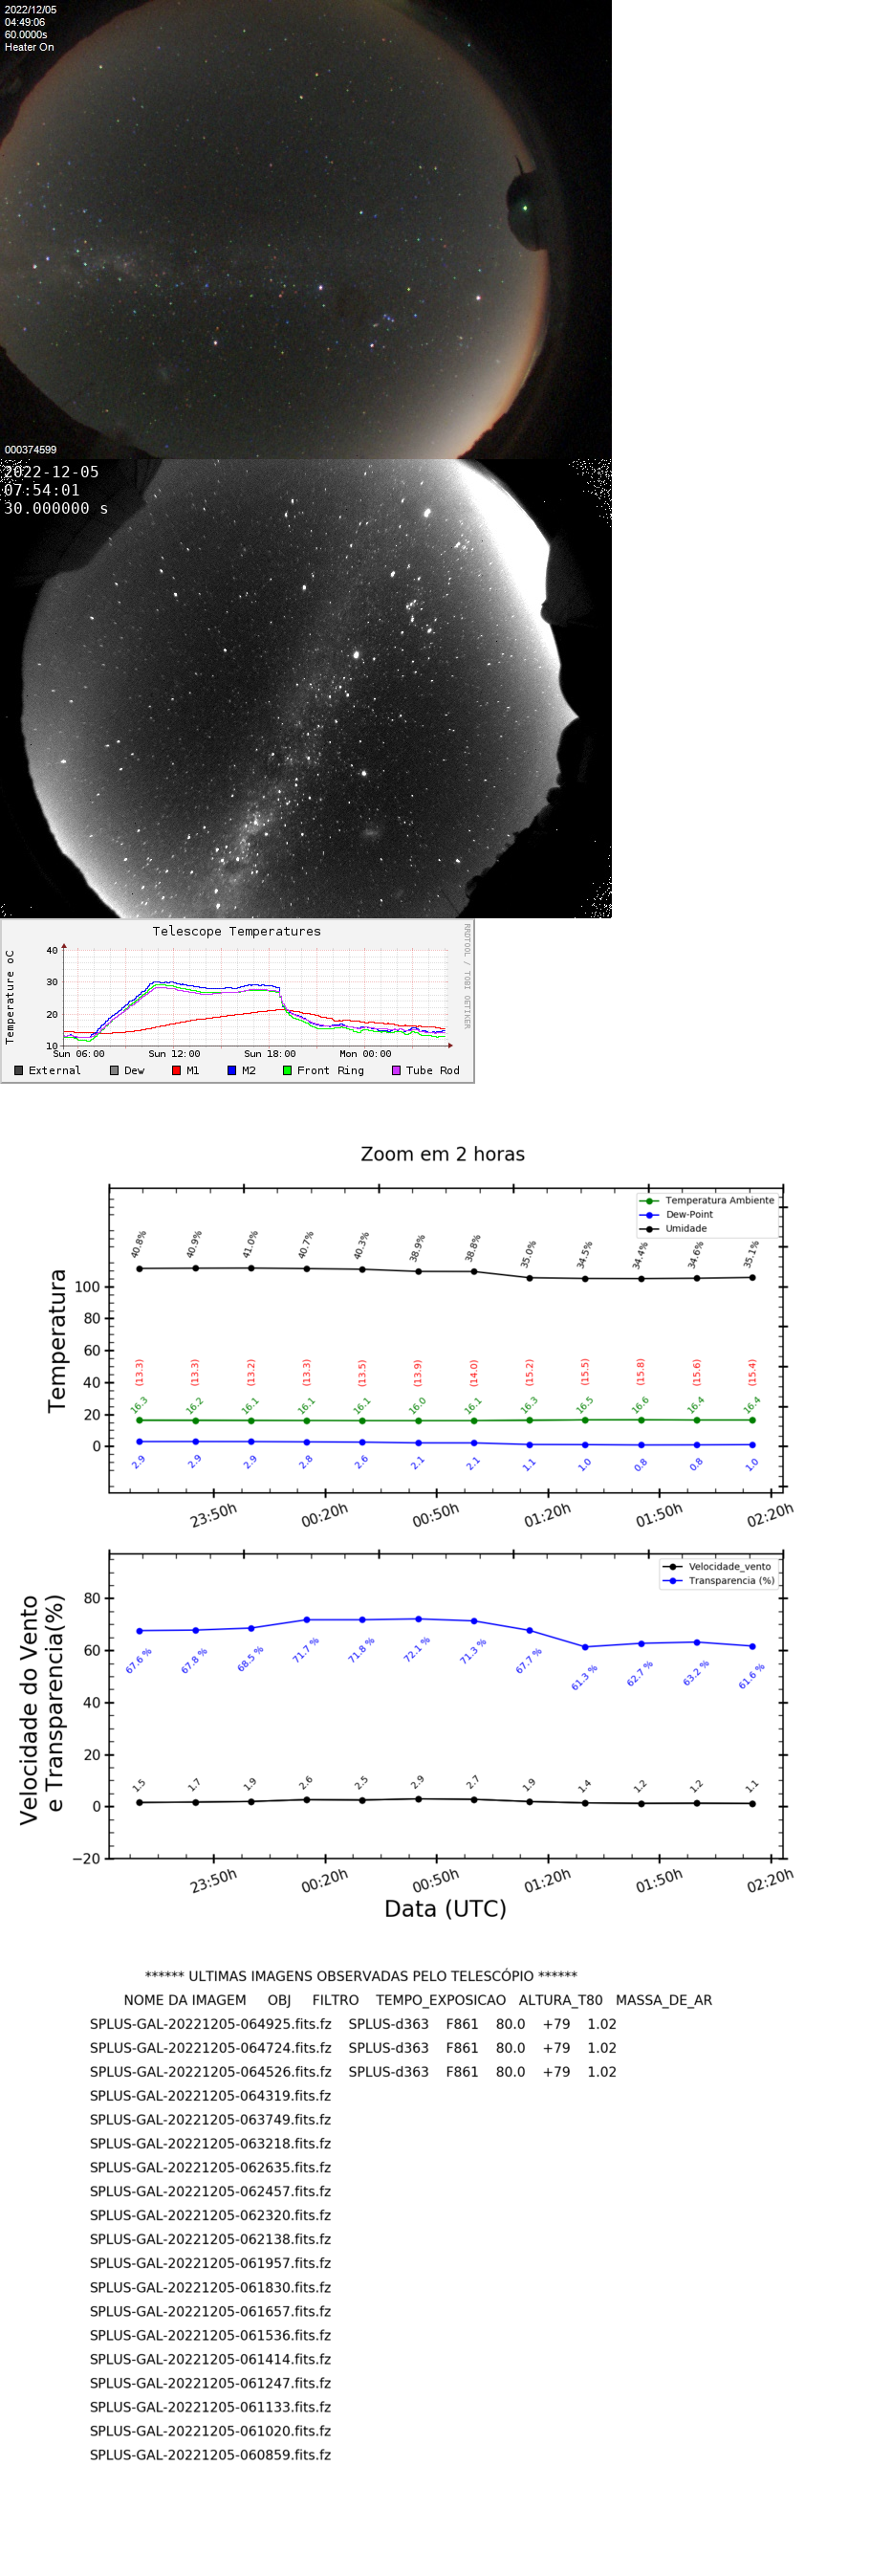 2022/12/05
04:49:06
60.0000s
Heater On
000374599
2022-12-05
07:54:01
30.000000 s
Telescope Temperatures
RRDTOOL / TOBI OETIKER
Temperature oC
40
30
20
10
Sun 06:00 Sun 12:00 Sun 18:00 Mon 00:00
External Dew M1 M2 Front Ring Tube Rod
Zoom em 2 horas
Temperatura Ambiente
Dew-Point
Umidade
40.8% 40.9% 41.0% 40.7% 40.3% 38.9% 38.8% 35.0% 34.5% 34.4% 34.6% 35.1%
Temperatura
100
80
60
40
20
0
(13.3) (13.3) (13.2) (13.3) (13.5) (13.9) (14.0) (15.2) (15.5) (15.8) (15.6) (15.4)
16.3 16.2 16.1 16.1 16.1 16.0 16.1 16.3 16.5 16.6 16.4 16.4
2.9 2.9 2.9 2.8 2.6 2.1 2.1 1.1 1.0 0.8 0.8 1.0
23:50h 00:20h 00:50h 01:20h 01:50h 02:20h
Velocidade_vento
Transparencia (%)
Velocidade do Vento
e Transparencia(%)
80
60
40
20
0
−20
67.6 % 67.8 % 68.5 % 71.7 % 71.8 % 72.1 % 71.3 % 67.7 % 61.3 % 62.7 % 63.2 % 61.6 %
1.5 1.7 1.9 2.6 2.5 2.9 2.7 1.9 1.4 1.2 1.2 1.1
23:50h 00:20h 00:50h 01:20h 01:50h 02:20h
Data (UTC)
****** ULTIMAS IMAGENS OBSERVADAS PELO TELESCÓPIO ******
NOME DA IMAGEM OBJ FILTRO TEMPO_EXPOSICAO ALTURA_T80 MASSA_DE_AR
SPLUS-GAL-20221205-064925.fits.fz SPLUS-d363 F861 80.0 +79 1.02
SPLUS-GAL-20221205-064724.fits.fz SPLUS-d363 F861 80.0 +79 1.02
SPLUS-GAL-20221205-064526.fits.fz SPLUS-d363 F861 80.0 +79 1.02
SPLUS-GAL-20221205-064319.fits.fz
SPLUS-GAL-20221205-063749.fits.fz
SPLUS-GAL-20221205-063218.fits.fz
SPLUS-GAL-20221205-062635.fits.fz
SPLUS-GAL-20221205-062457.fits.fz
SPLUS-GAL-20221205-062320.fits.fz
SPLUS-GAL-20221205-062138.fits.fz
SPLUS-GAL-20221205-061957.fits.fz
SPLUS-GAL-20221205-061830.fits.fz
SPLUS-GAL-20221205-061657.fits.fz
SPLUS-GAL-20221205-061536.fits.fz
SPLUS-GAL-20221205-061414.fits.fz
SPLUS-GAL-20221205-061247.fits.fz
SPLUS-GAL-20221205-061133.fits.fz
SPLUS-GAL-20221205-061020.fits.fz
SPLUS-GAL-20221205-060859.fits.fz